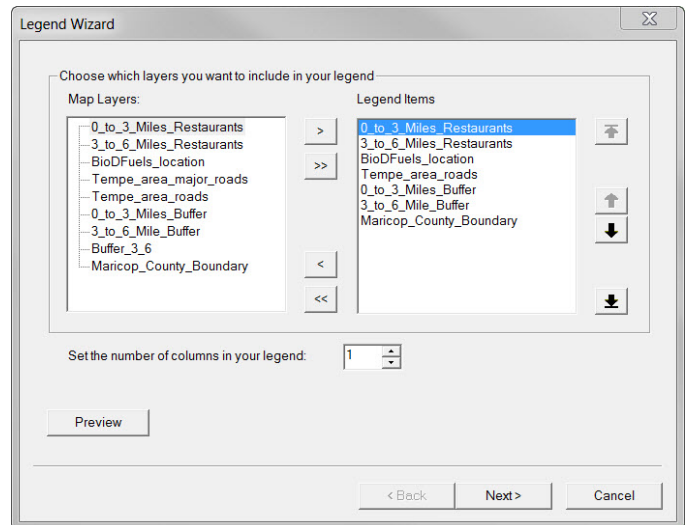 Legend Wizard
Choose which layers you want to include in your legend
Map Layers:
0_to_3_Miles_Restaurants
3_to_6_Miles_Restaurants
BioDFuels_location
Tempe_area_major_roads
Tempe_area_roads
0_to_3_Miles_Buffer
3_to_6_Mile_Buffer
Buffer_3_6
Maricop_County_Boundary
>
>>
<
<<
Legend Items
0_to_3_Miles_Restaurants
3_to_6_Miles_Restaurants
BioDFuels_location
Tempe_area_roads
0_to_3_Miles_Buffer
3_to_6_Mile_Buffer
Maricop_County_Boundary
Set the number of columns in your legend: 1
Preview
< Back Next > Cancel